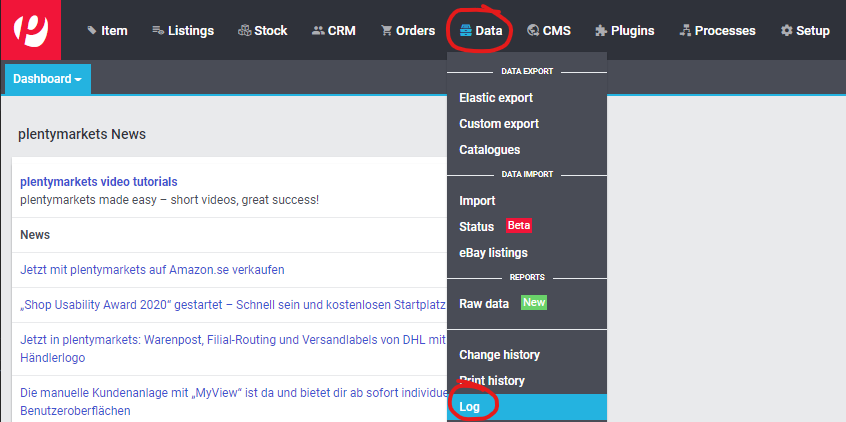 Item Listings Stock CRM Orders Data CMS Plugins Processes Setup
Dashboard
DATA EXPORT
Elastic export
Custom export
Catalogues
DATA IMPORT
Import
Status Beta
eBay listings
REPORTS
Raw data New
Change history
Print history
Log
plentymarkets News
plentymarkets video tutorials
plentymarkets made easy – short videos, great success!
News
Jetzt mit plentymarkets auf Amazon.se verkaufen
„Shop Usability Award 2020“ gestartet – Schnell sein und kostenlosen Startplatz
Jetzt in plentymarkets: Warenpost, Filial-Routing und Versandlabels von DHL mit
Händlerlogo
Die manuelle Kundenanlage mit „MyView“ ist da und bietet dir ab sofort individue
Benutzeroberflächen